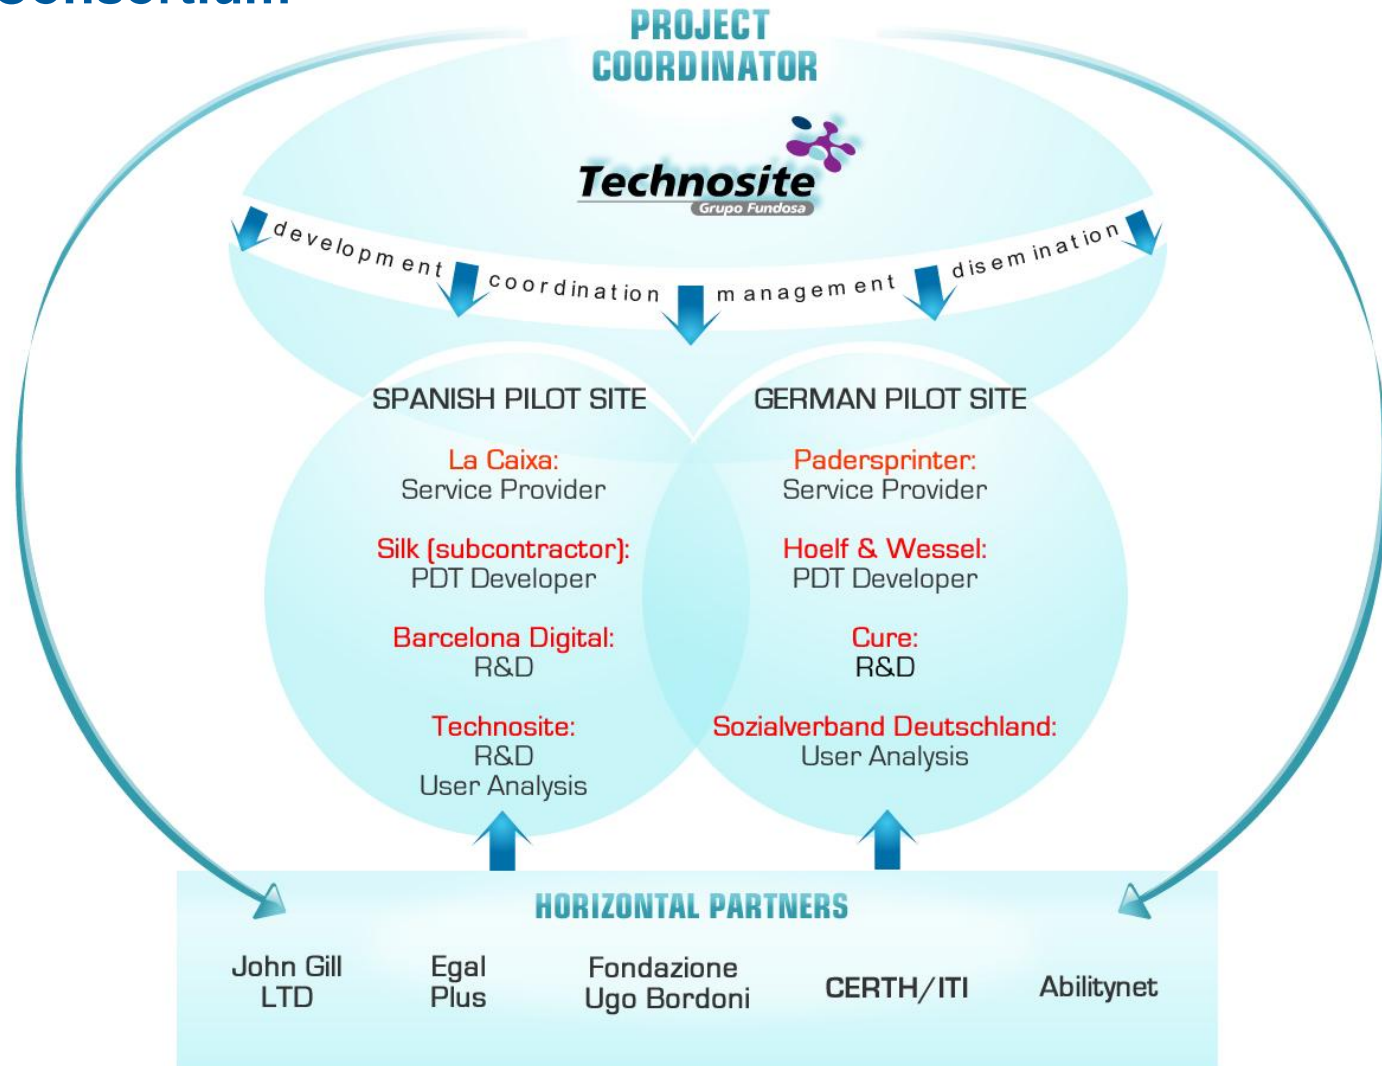 Consortium
PROJECT
COORDINATOR
Technosite
Grupo Fundosa
development
coordination
management
disemination
SPANISH PILOT SITE
La Caixa:
Service Provider
Silk (subcontractor):
PDT Developer
Barcelona Digital:
R&D
Technosite:
R&D
User Analysis
GERMAN PILOT SITE
Padersprinter:
Service Provider
Hoelf & Wessel:
PDT Developer
Cure:
R&D
Sozialverband Deutschland:
User Analysis
HORIZONTAL PARTNERS
John Gill
LTD
Egal
Plus
Fondazione
Ugo Bordoni
CERTH/ITI
Abilitynet